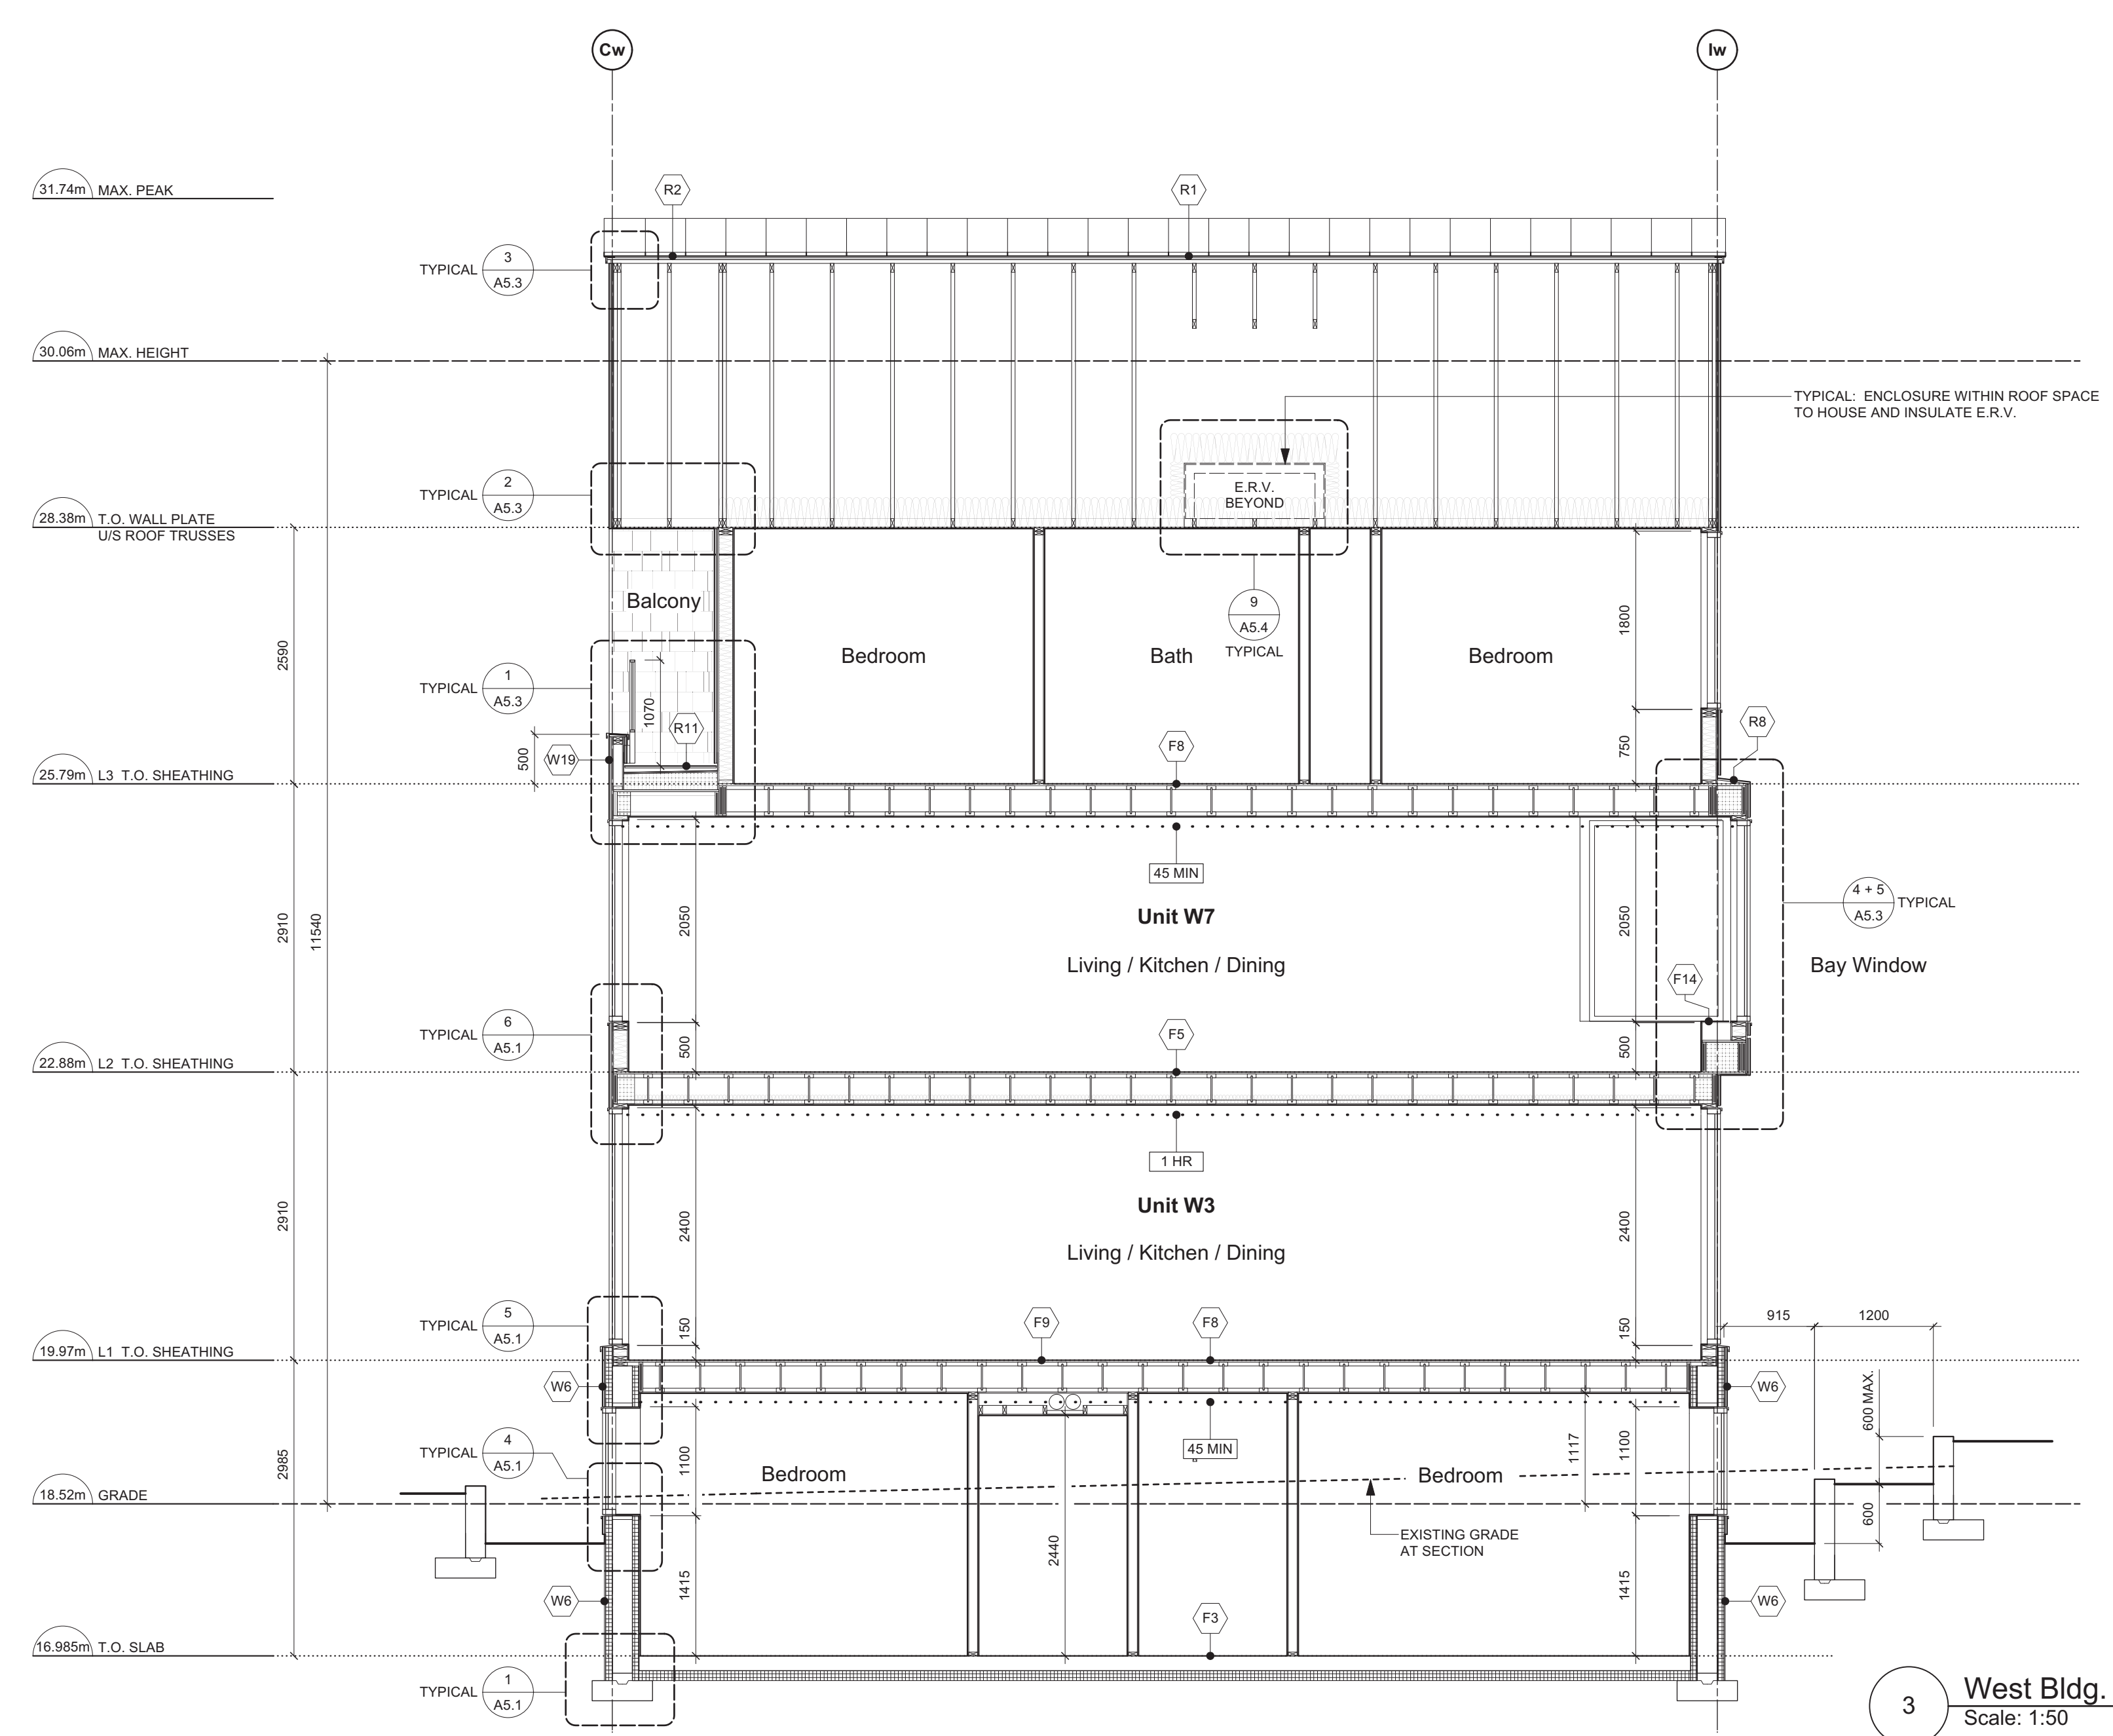 Cw
Iw
31.74m MAX. PEAK
R2
R1
TYPICAL
3
A5.3
30.06m MAX. HEIGHT
TYPICAL: ENCLOSURE WITHIN ROOF SPACE
TO HOUSE AND INSULATE E.R.V.
TYPICAL
2
A5.3
E.R.V.
BEYOND
28.38m T.O. WALL PLATE
U/S ROOF TRUSSES
Balcony
9
A5.4
TYPICAL
1800
2590
Bedroom
Bath
Bedroom
TYPICAL
1
A5.3
1070
R11
R8
F8
750
500
W19
25.79m L3 T.O. SHEATHING
45 MIN
4 + 5
A5.3
TYPICAL
Unit W7
2910
11540
2050
2050
Living / Kitchen / Dining
Bay Window
F14
TYPICAL
6
A5.1
F5
500
500
22.88m L2 T.O. SHEATHING
1 HR
Unit W3
2910
2400
2400
Living / Kitchen / Dining
TYPICAL
5
A5.1
F9
F8
150
150
915
1200
19.97m L1 T.O. SHEATHING
W6
W6
600 MAX.
TYPICAL
4
A5.1
45 MIN
1117
2985
1100
1100
Bedroom
Bedroom
18.52m GRADE
600
EXISTING GRADE
AT SECTION
2440
1415
1415
W6
W6
F3
16.985m T.O. SLAB
TYPICAL
1
A5.1
3
West Bldg.
Scale: 1:50